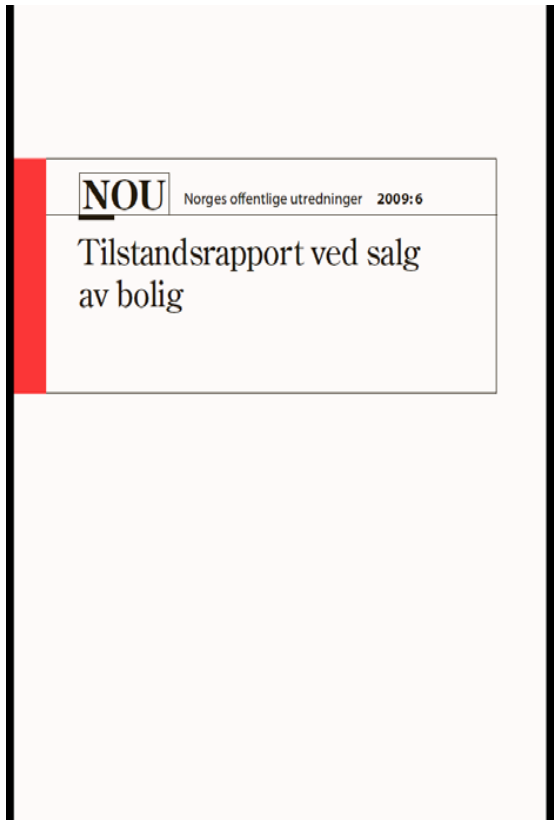 NOU Norges offentlige utredninger 2009:6
Tilstandsrapport ved salg
av bolig